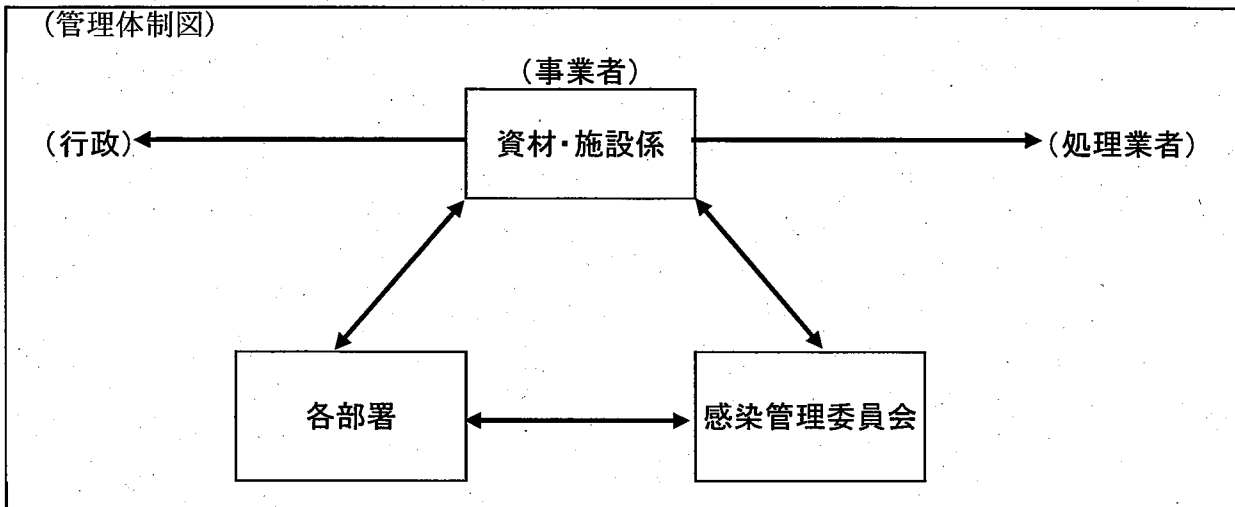 (管理体制図)
(事業者)
(行政)
資材・施設係
(処理業者)
各部署
感染管理委員会